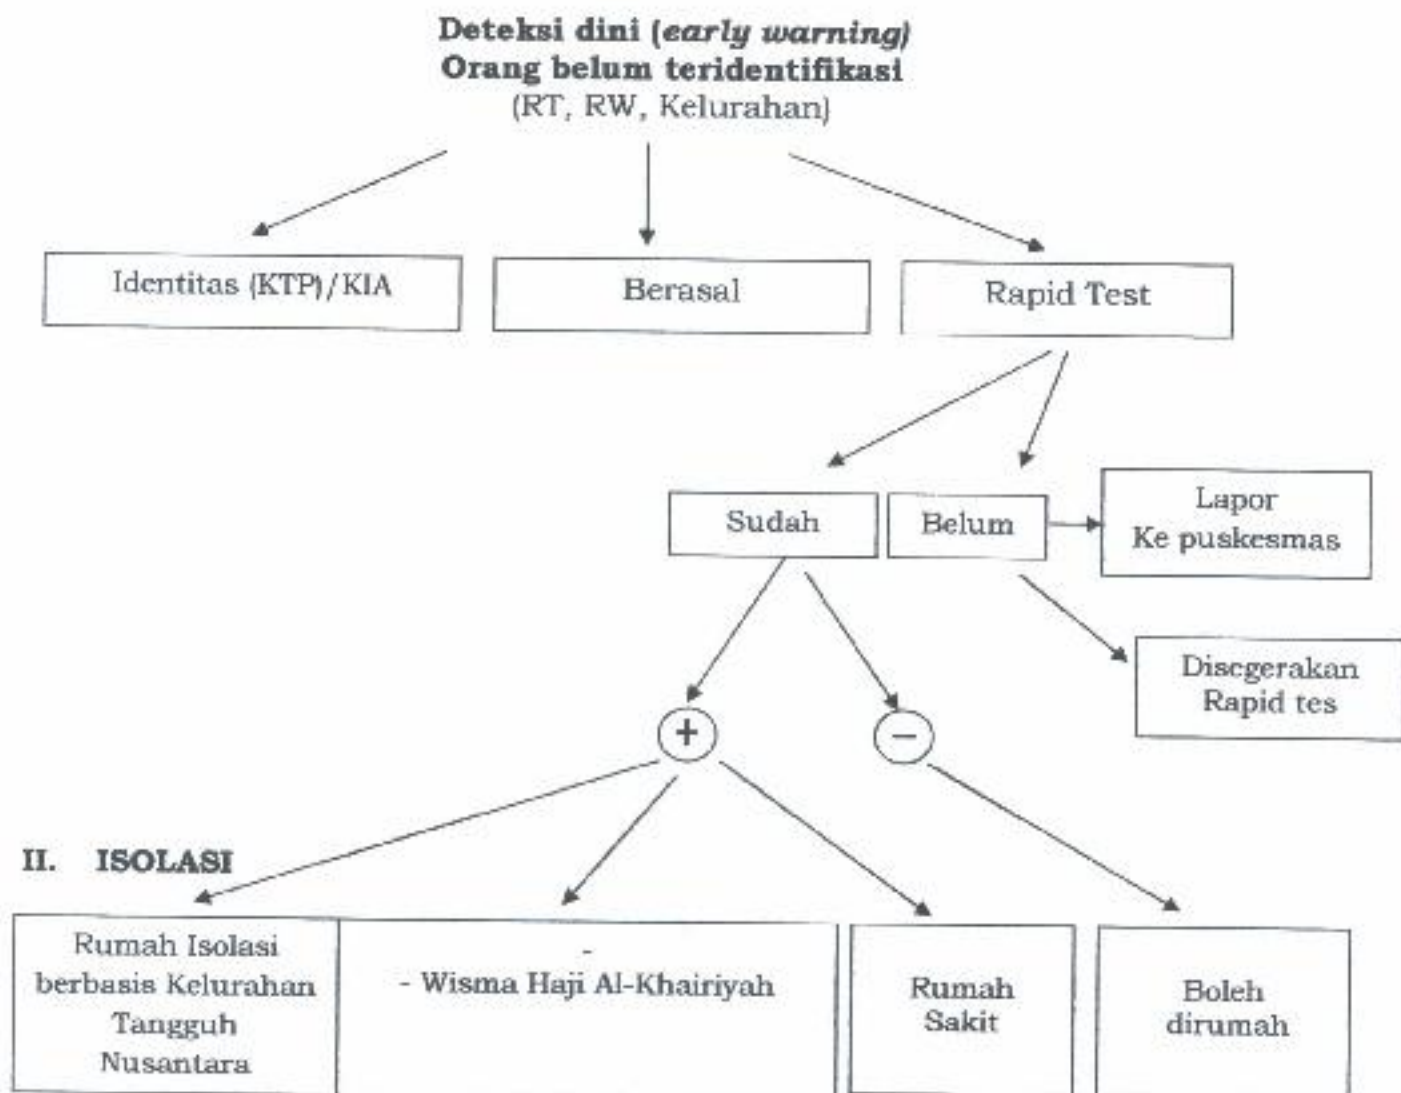 Deteksi dini (early warning)
Orang belum teridentifikasi
(RT, RW, Kelurahan)
Identitas (KTP)/KIA
Berasal
Rapid Test
Sudah
Belum
Lapor
Ke puskesmas
Disegerakan
Rapid tes
+
−
II. ISOLASI
Rumah Isolasi
berbasis Kelurahan
Tangguh
Nusantara
-
- Wisma Haji Al-Khairiyah
Rumah
Sakit
Boleh
dirumah